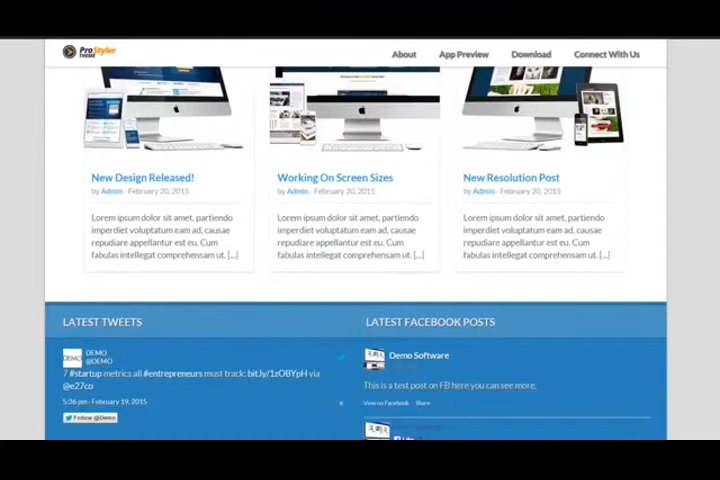 ProStyler
THEME
About App Preview Download Connect With Us
New Design Released! Working On Screen Sizes New Resolution Post
by Admin - February 20, 2015 by Admin - February 20, 2015 by Admin - February 20, 2015
Lorem ipsum dolor sit amet, partiendo Lorem ipsum dolor sit amet, partiendo Lorem ipsum dolor sit amet, partiendo
imperdiet voluptatum eam ad, causae imperdiet voluptatum eam ad, causae imperdiet voluptatum eam ad, causae
repudiare appellantur est eu. Cum repudiare appellantur est eu. Cum repudiare appellantur est eu. Cum
fabulas intellegat comprehensam ut. [...] fabulas intellegat comprehensam ut. [...] fabulas intellegat comprehensam ut. [...]
LATEST TWEETS LATEST FACEBOOK POSTS
DEMO
DEMO
@DEMO
7 #startup metrics all #entrepreneurs must track: bit.ly/1zOBYpH via
@e27co
5:36 pm · February 19, 2015
Follow @Demo
Demo Software
This is a test post on FB here you can see more.
View on Facebook · Share